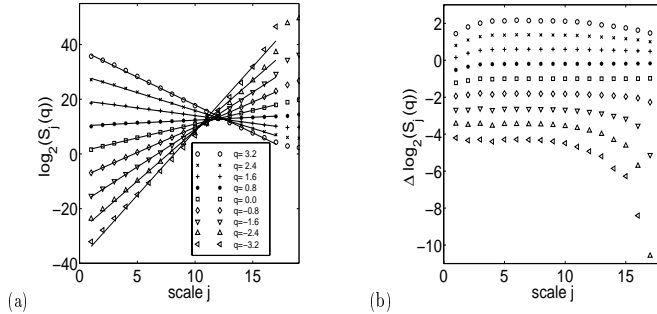 log₂(S_j(q))
40
20
0
−20
−40
0
5
10
15
scale j
q= 3.2
q= 2.4
q= 1.6
q= 0.8
q= 0.0
q=−0.8
q=−1.6
q=−2.4
q=−3.2
(a)
Δ log₂(S_j(q))
2
0
−2
−4
−6
−8
−10
0
5
10
15
scale j
(b)